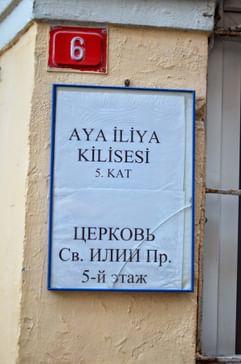 6
AYA İLİYA
KİLİSESİ
5. KAT
ЦЕРКОВЬ
Св. ИЛИИ Пр.
5-й этаж